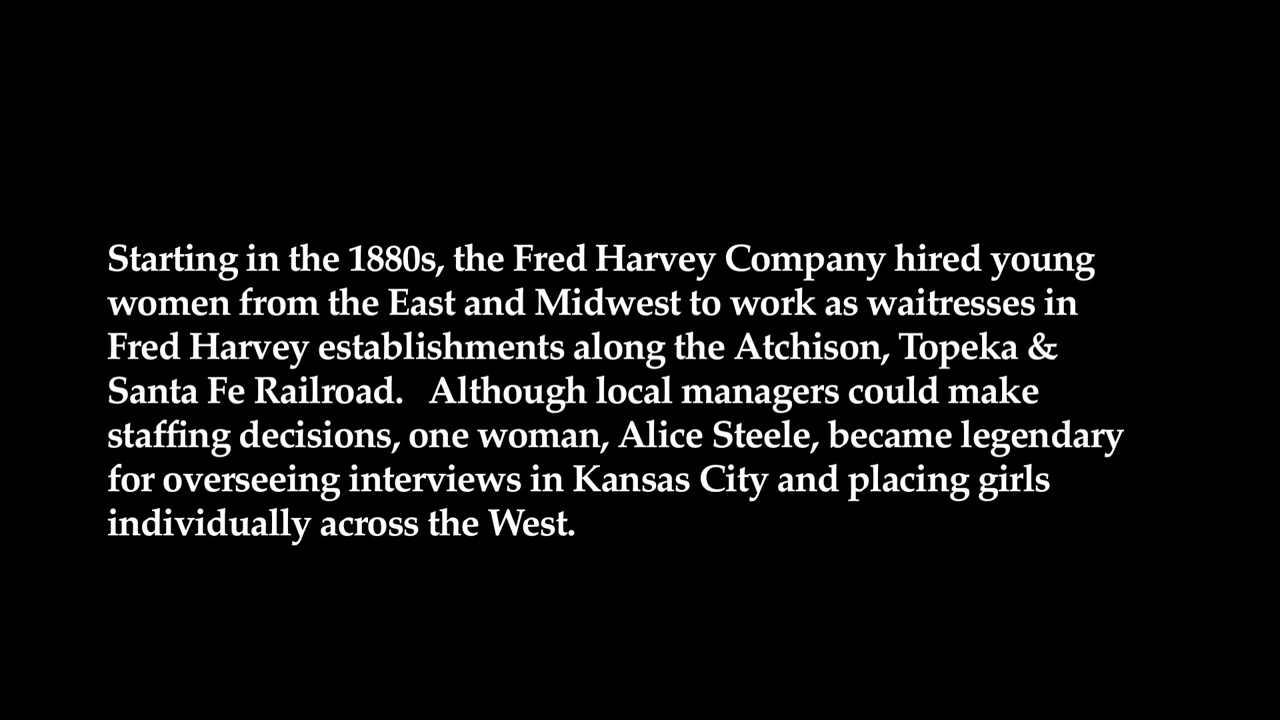 Starting in the 1880s, the Fred Harvey Company hired young
women from the East and Midwest to work as waitresses in
Fred Harvey establishments along the Atchison, Topeka &
Santa Fe Railroad.   Although local managers could make
staffing decisions, one woman, Alice Steele, became legendary
for overseeing interviews in Kansas City and placing girls
individually across the West.